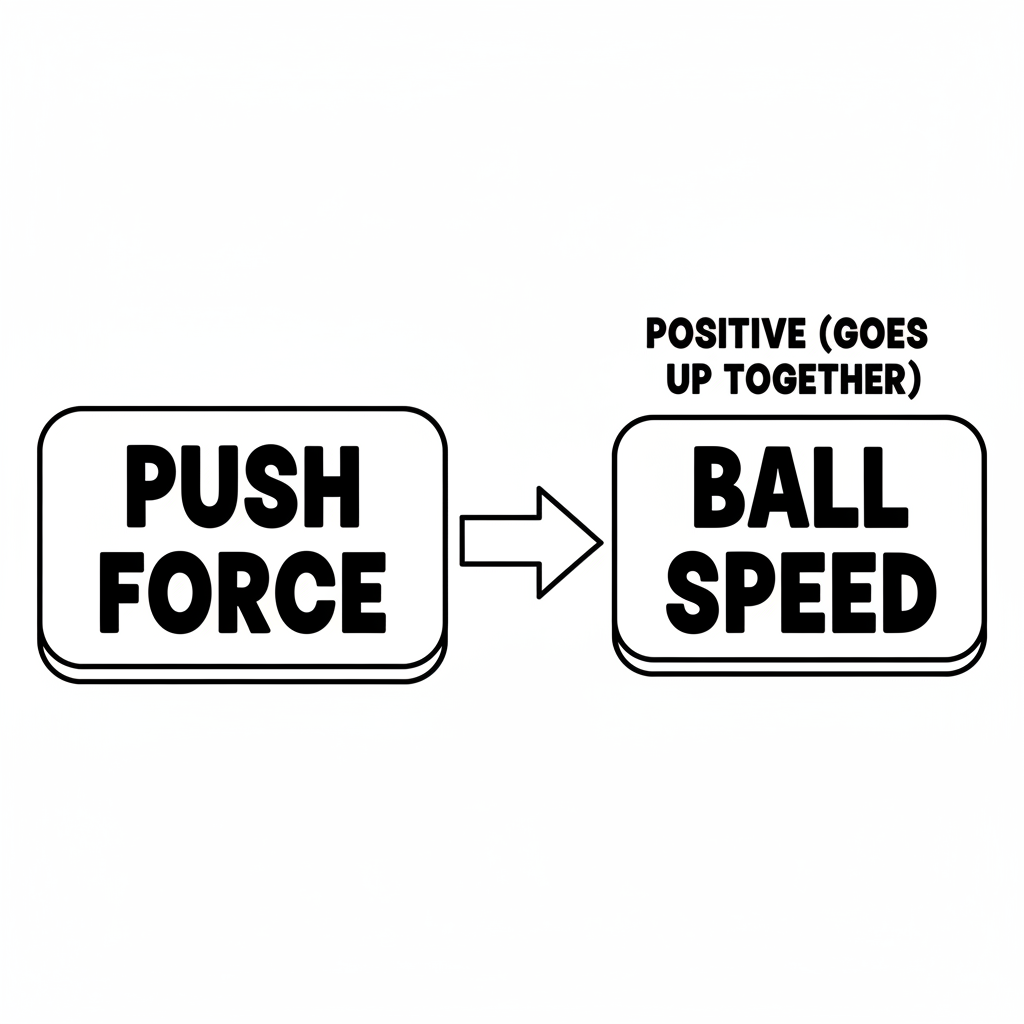 PUSH
FORCE
POSITIVE (GOES
UP TOGETHER)
BALL
SPEED